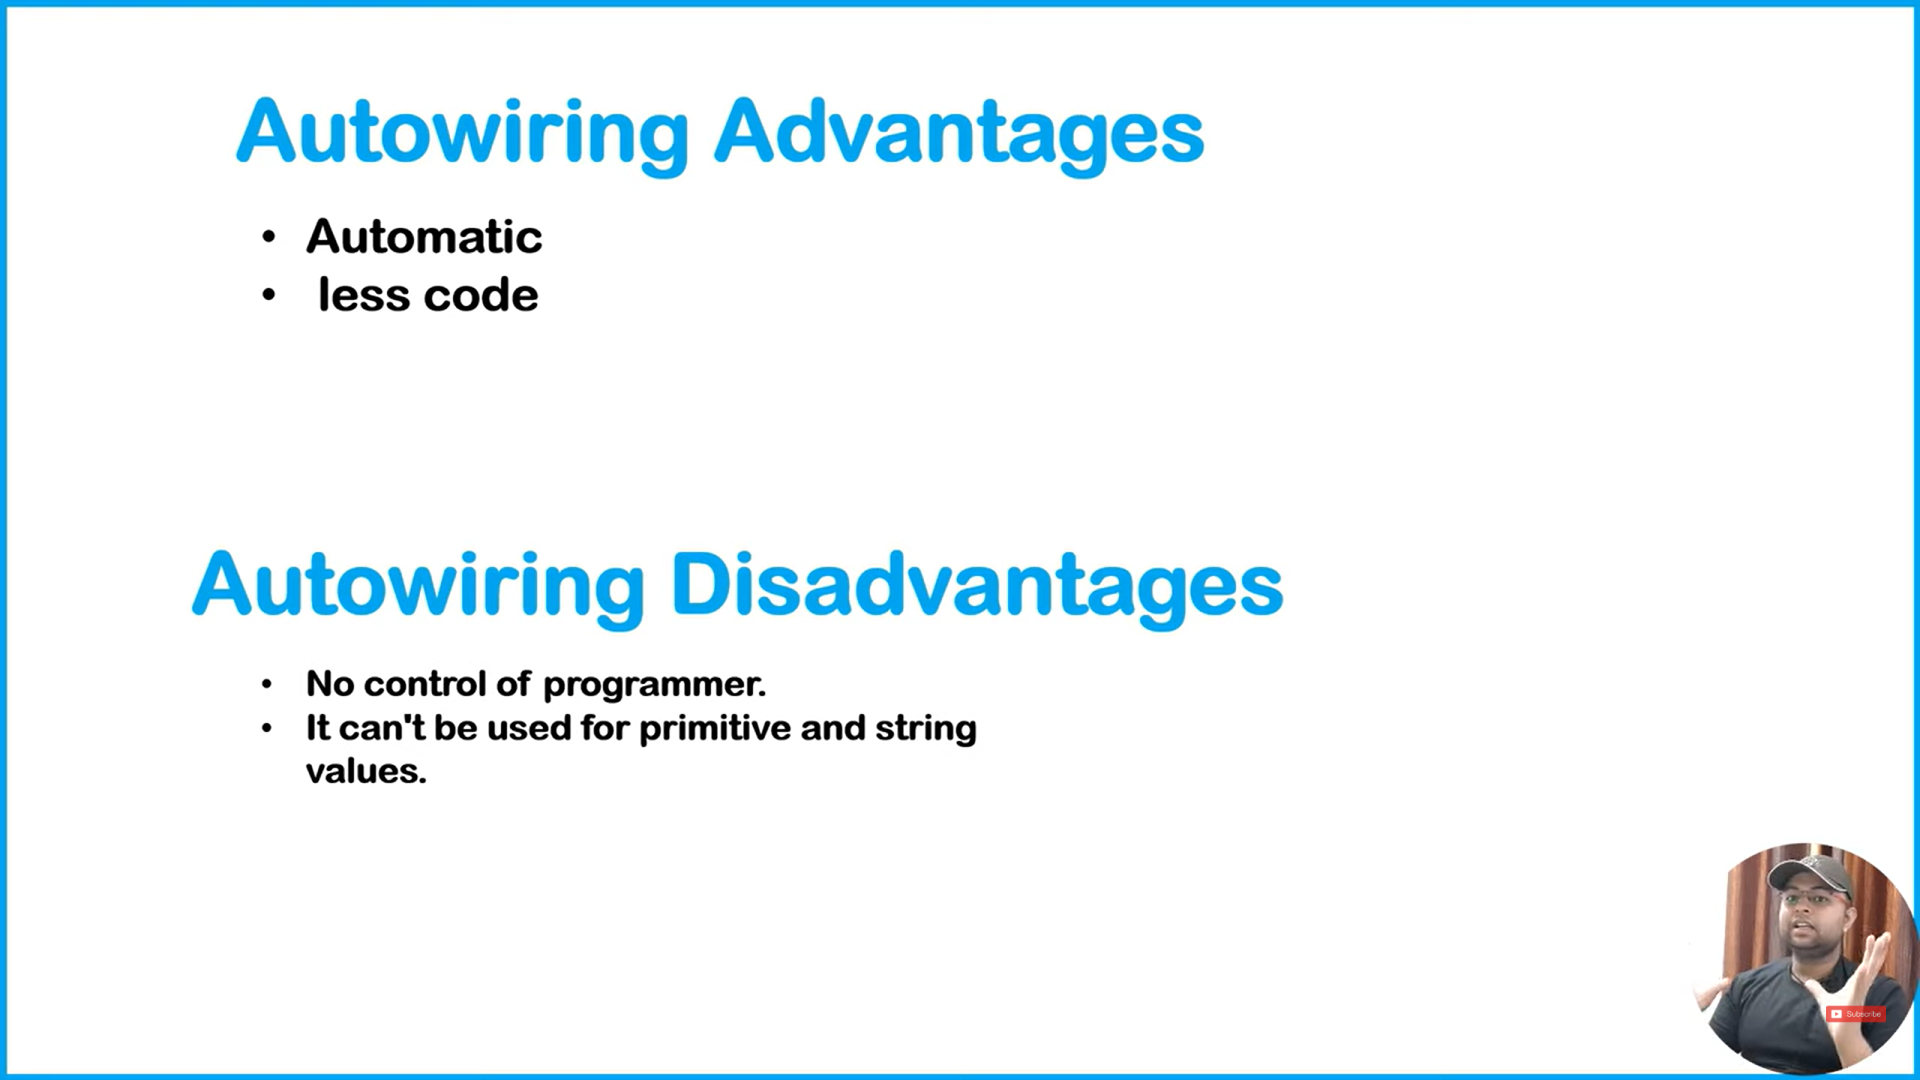 Autowiring Advantages
• Automatic
• less code
Autowiring Disadvantages
• No control of programmer.
• It can't be used for primitive and string
values.
Subscribe